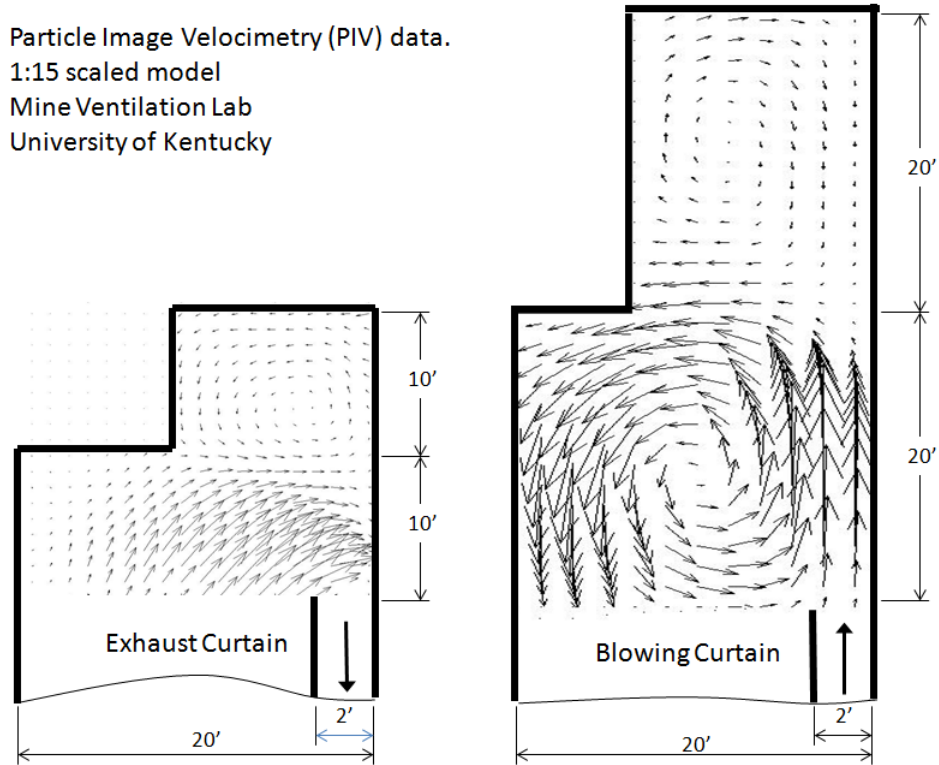 Particle Image Velocimetry (PIV) data.
1:15 scaled model
Mine Ventilation Lab
University of Kentucky
10'
10'
Exhaust Curtain
2'
20'
20'
20'
Blowing Curtain
2'
20'